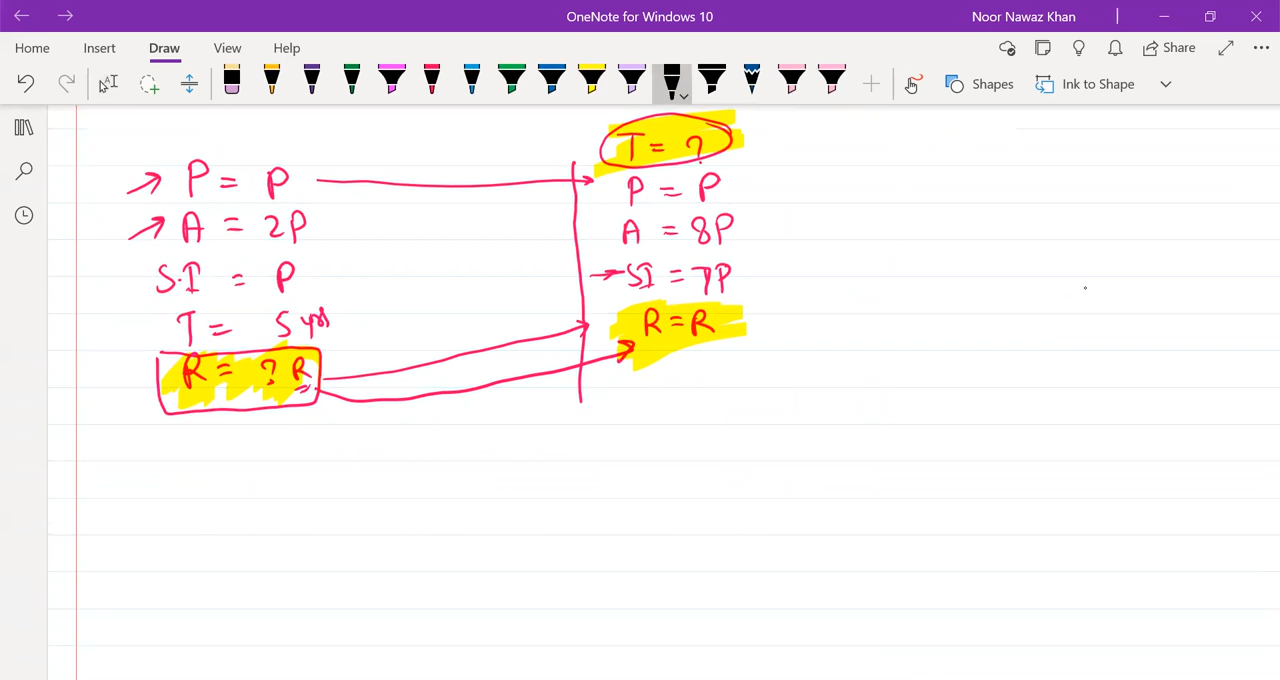 OneNote for Windows 10
Noor Nawaz Khan
Home Insert Draw View Help
Share
Shapes
Ink to Shape
P = P
A = 2P
S.I = P
T = 5 yrs
R = ? R
T = ?
P = P
A = 8P
SI = 7P
R = R